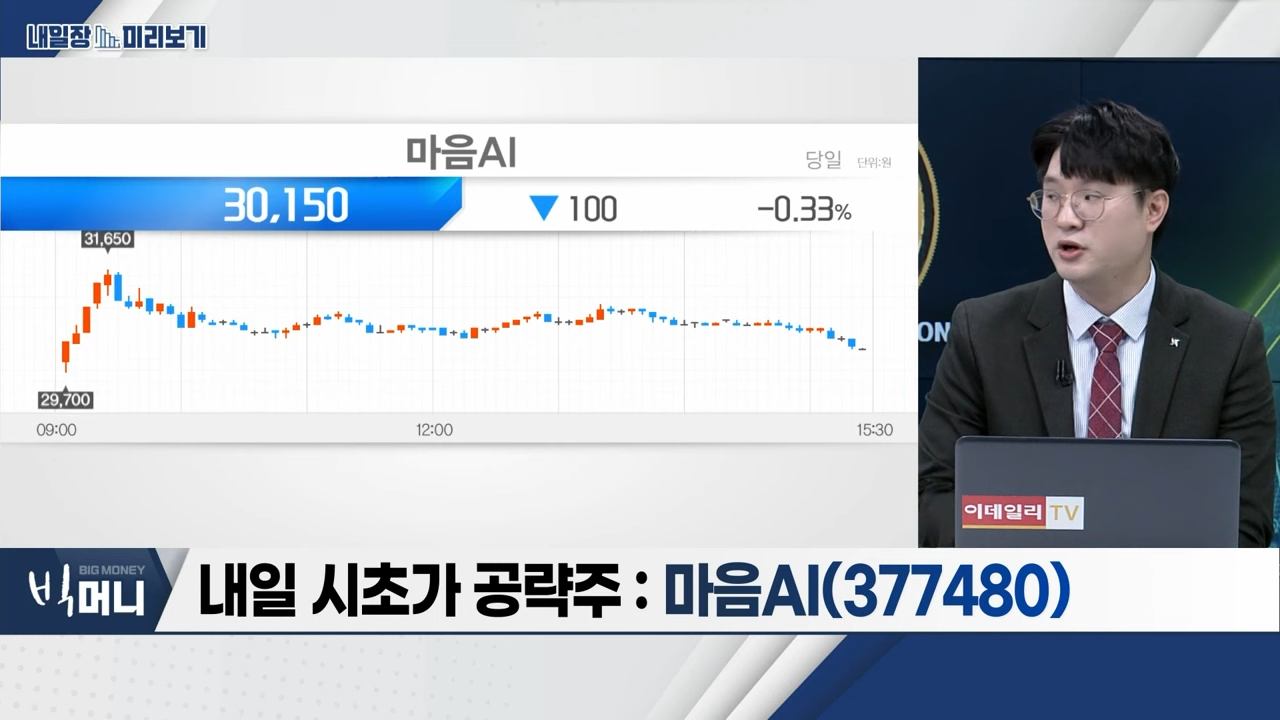 내일장 미리보기
마음AI
당일 단위:원
30,150 ▼ 100 -0.33%
31,650
29,700
09:00 12:00 15:30
ON
이데일리 TV
빅머니 BIG MONEY
내일 시초가 공략주 : 마음AI(377480)